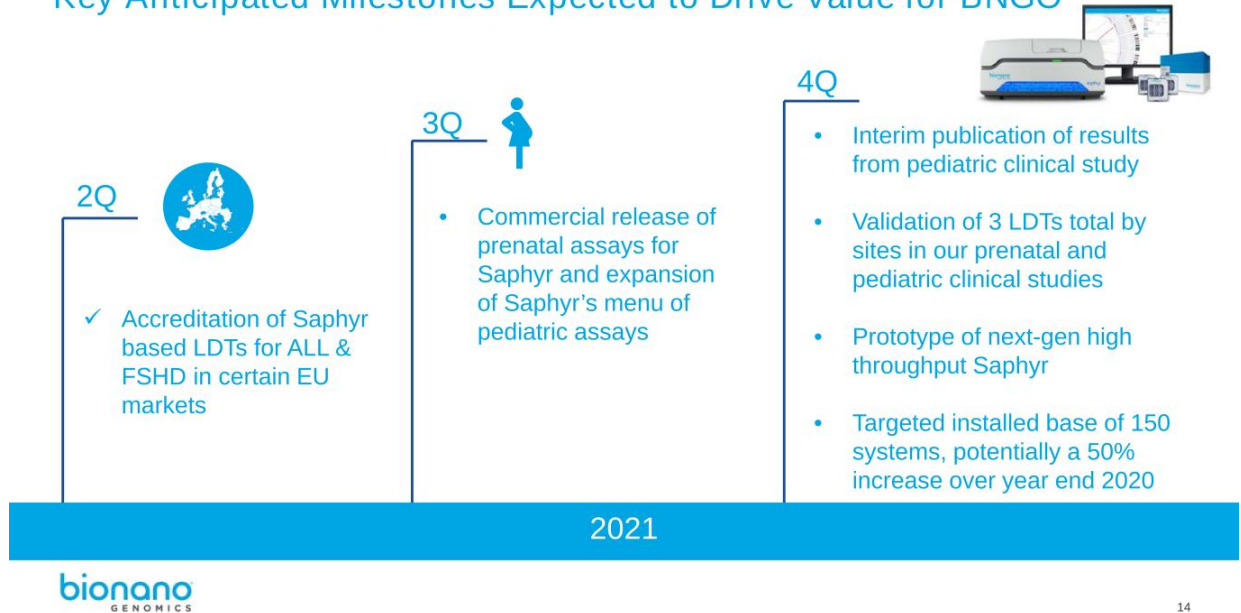 Key Anticipated Milestones Expected to Drive Value for BNGO
4Q
• Interim publication of results
from pediatric clinical study
• Validation of 3 LDTs total by
sites in our prenatal and
pediatric clinical studies
• Prototype of next-gen high
throughput Saphyr
• Targeted installed base of 150
systems, potentially a 50%
increase over year end 2020
3Q
• Commercial release of
prenatal assays for
Saphyr and expansion
of Saphyr’s menu of
pediatric assays
2Q
✓ Accreditation of Saphyr
based LDTs for ALL &
FSHD in certain EU
markets
2021
bionano
GENOMICS
14